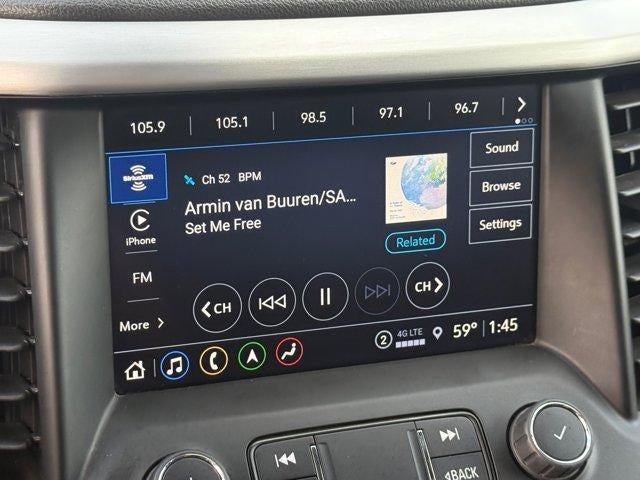 105.9 105.1 98.5 97.1 96.7
SiriusXM
Ch 52 BPM
Sound
Armin van Buuren/SA...
Set Me Free
Browse
iPhone
Related
Settings
FM
CH CH
More
2 4G LTE 59° 1:45
BACK